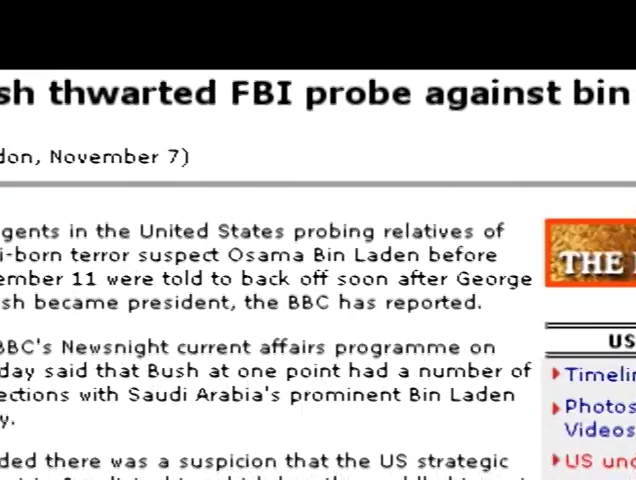 sh thwarted FBI probe against bin
don, November 7)
gents in the United States probing relatives of
i-born terror suspect Osama Bin Laden before
ember 11 were told to back off soon after George
sh became president, the BBC has reported.
BBC's Newsnight current affairs programme on
day said that Bush at one point had a number of
ections with Saudi Arabia's prominent Bin Laden
y.
ded there was a suspicion that the US strategic
THE
US
Timelin
Photos
Videos
US und